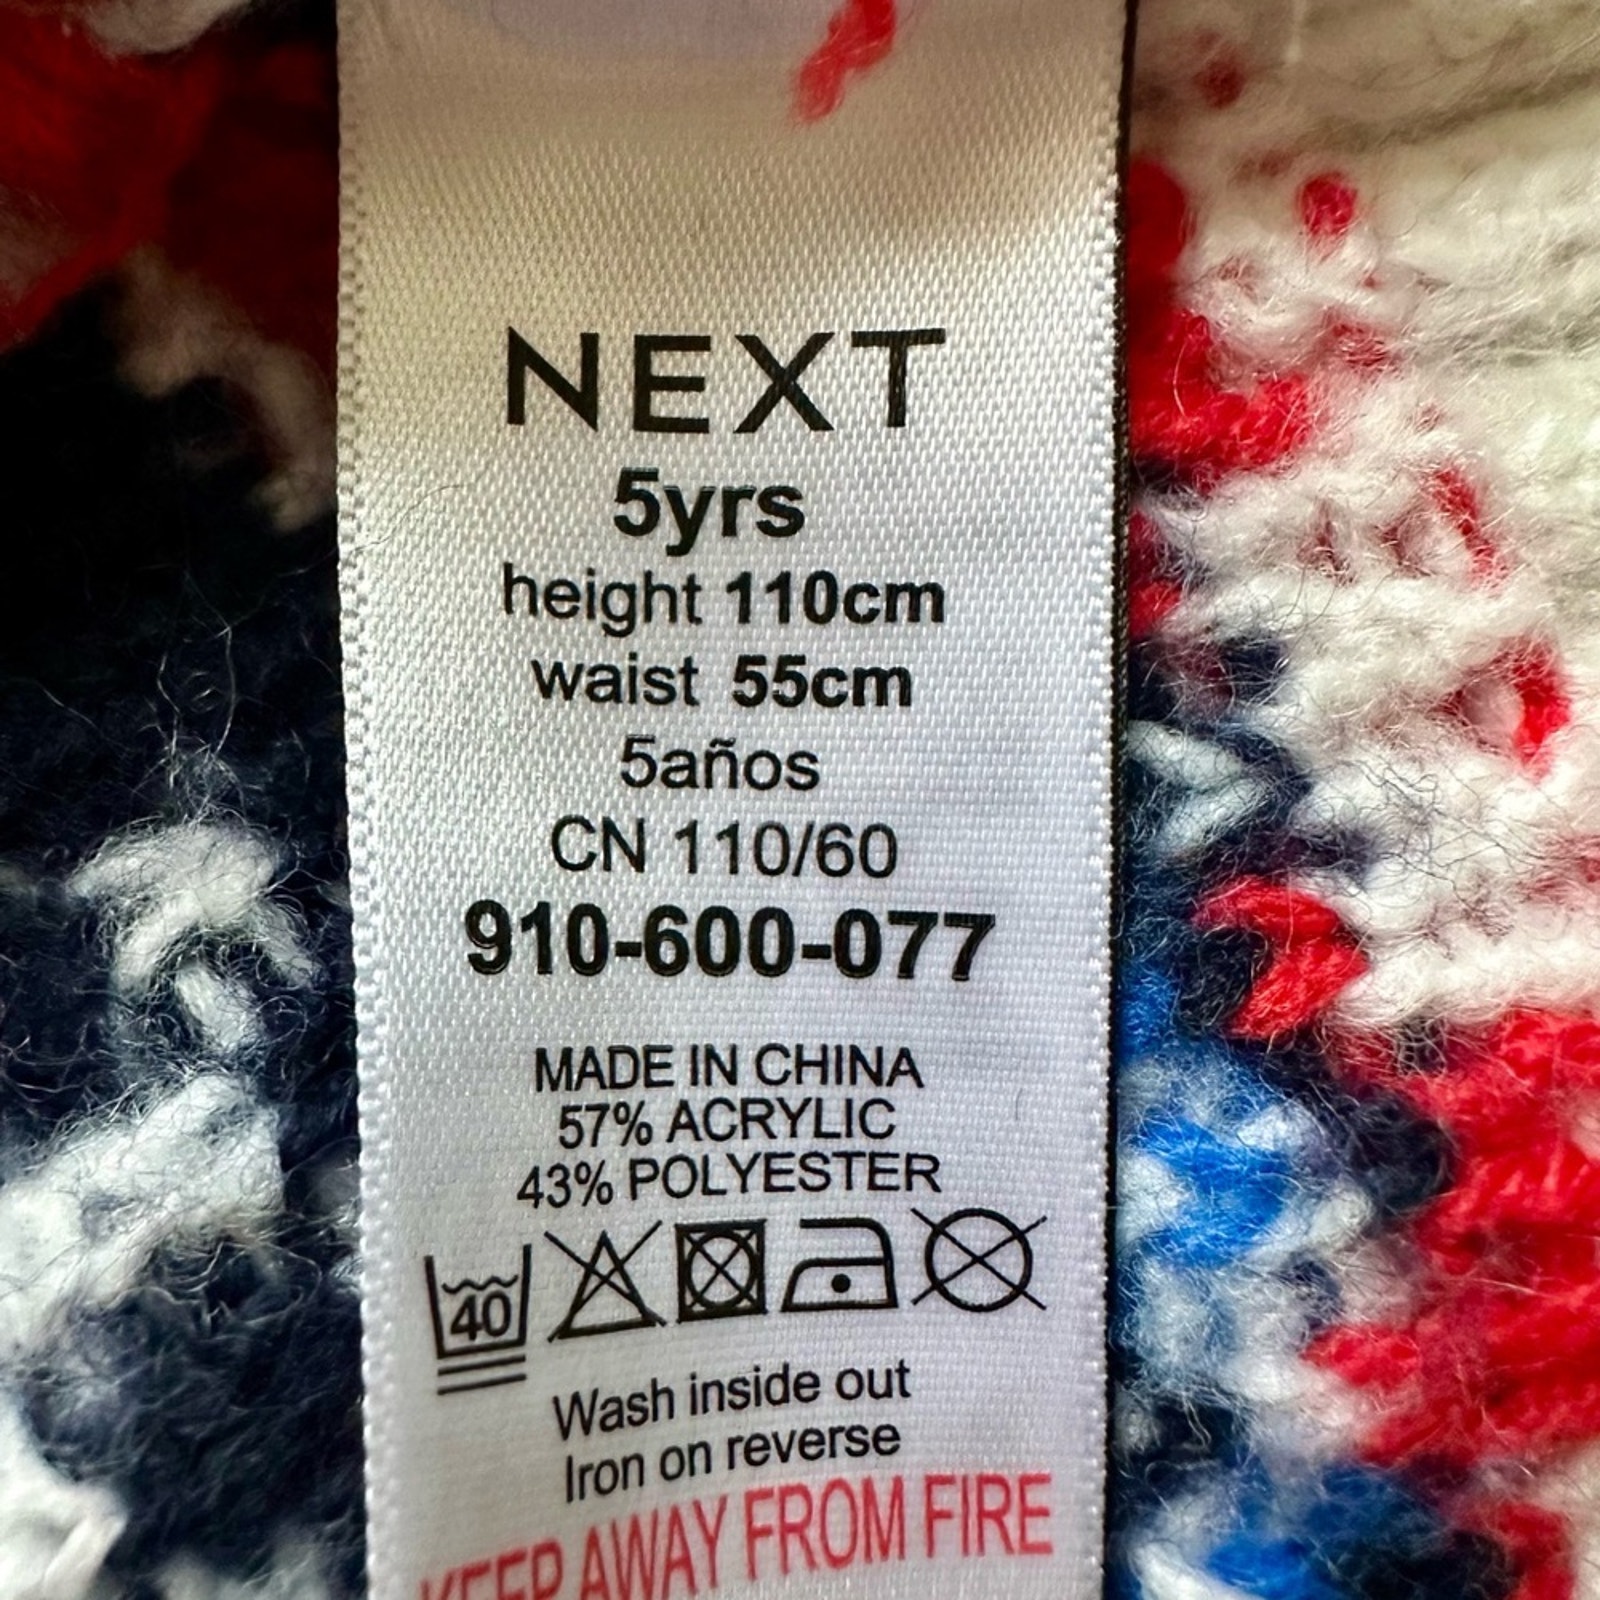 NEXT
5yrs
height 110cm
waist 55cm
5años
CN 110/60
910-600-077
MADE IN CHINA
57% ACRYLIC
43% POLYESTER
40
Wash inside out
Iron on reverse
KEEP AWAY FROM FIRE